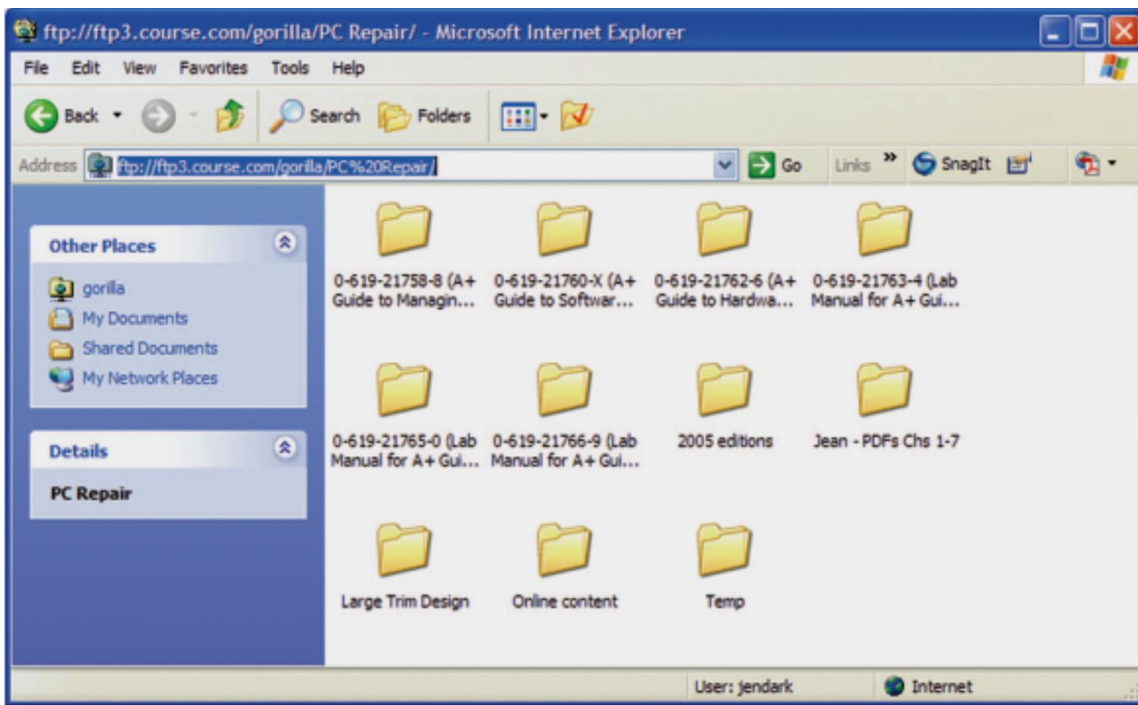 ftp://ftp3.course.com/gorilla/PC Repair/ - Microsoft Internet Explorer
File Edit View Favorites Tools Help
Back Search Folders
Address ftp://ftp3.course.com/gorilla/PC%20Repair/ Go Links » SnagIt
Other Places
gorilla
My Documents
Shared Documents
My Network Places
Details
PC Repair
0-619-21758-8 (A+ 0-619-21760-X (A+ 0-619-21762-6 (A+ 0-619-21763-4 (Lab
Guide to Managin... Guide to Softwar... Guide to Hardwa... Manual for A+ Gui...
0-619-21765-0 (Lab 0-619-21766-9 (Lab 2005 editions Jean - PDFs Chs 1-7
Manual for A+ Gui... Manual for A+ Gui...
Large Trim Design Online content Temp
User: jendark Internet